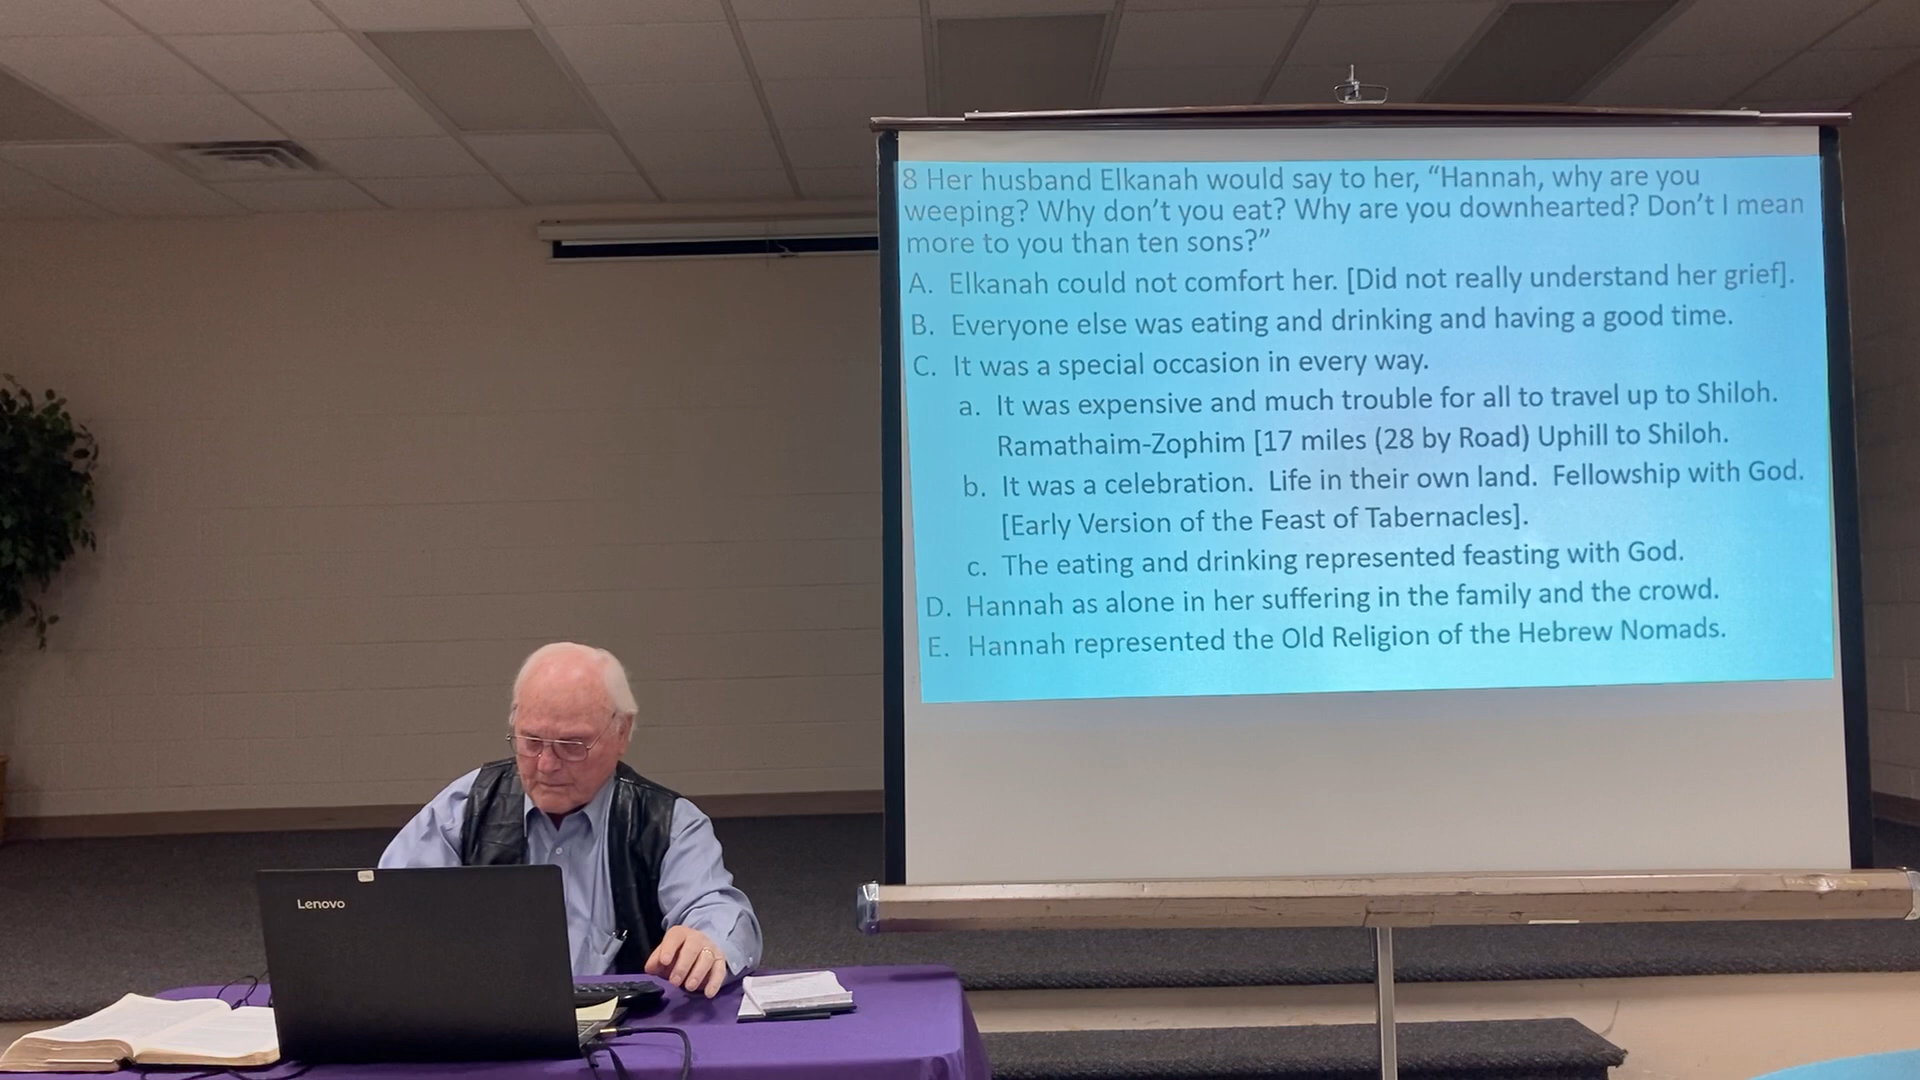 8 Her husband Elkanah would say to her, “Hannah, why are you
weeping? Why don’t you eat? Why are you downhearted? Don’t I mean
more to you than ten sons?”
A. Elkanah could not comfort her. [Did not really understand her grief].
B. Everyone else was eating and drinking and having a good time.
C. It was a special occasion in every way.
a. It was expensive and much trouble for all to travel up to Shiloh.
Ramathaim-Zophim [17 miles (28 by Road) Uphill to Shiloh.
b. It was a celebration. Life in their own land. Fellowship with God.
[Early Version of the Feast of Tabernacles].
c. The eating and drinking represented feasting with God.
D. Hannah as alone in her suffering in the family and the crowd.
E. Hannah represented the Old Religion of the Hebrew Nomads.
Lenovo